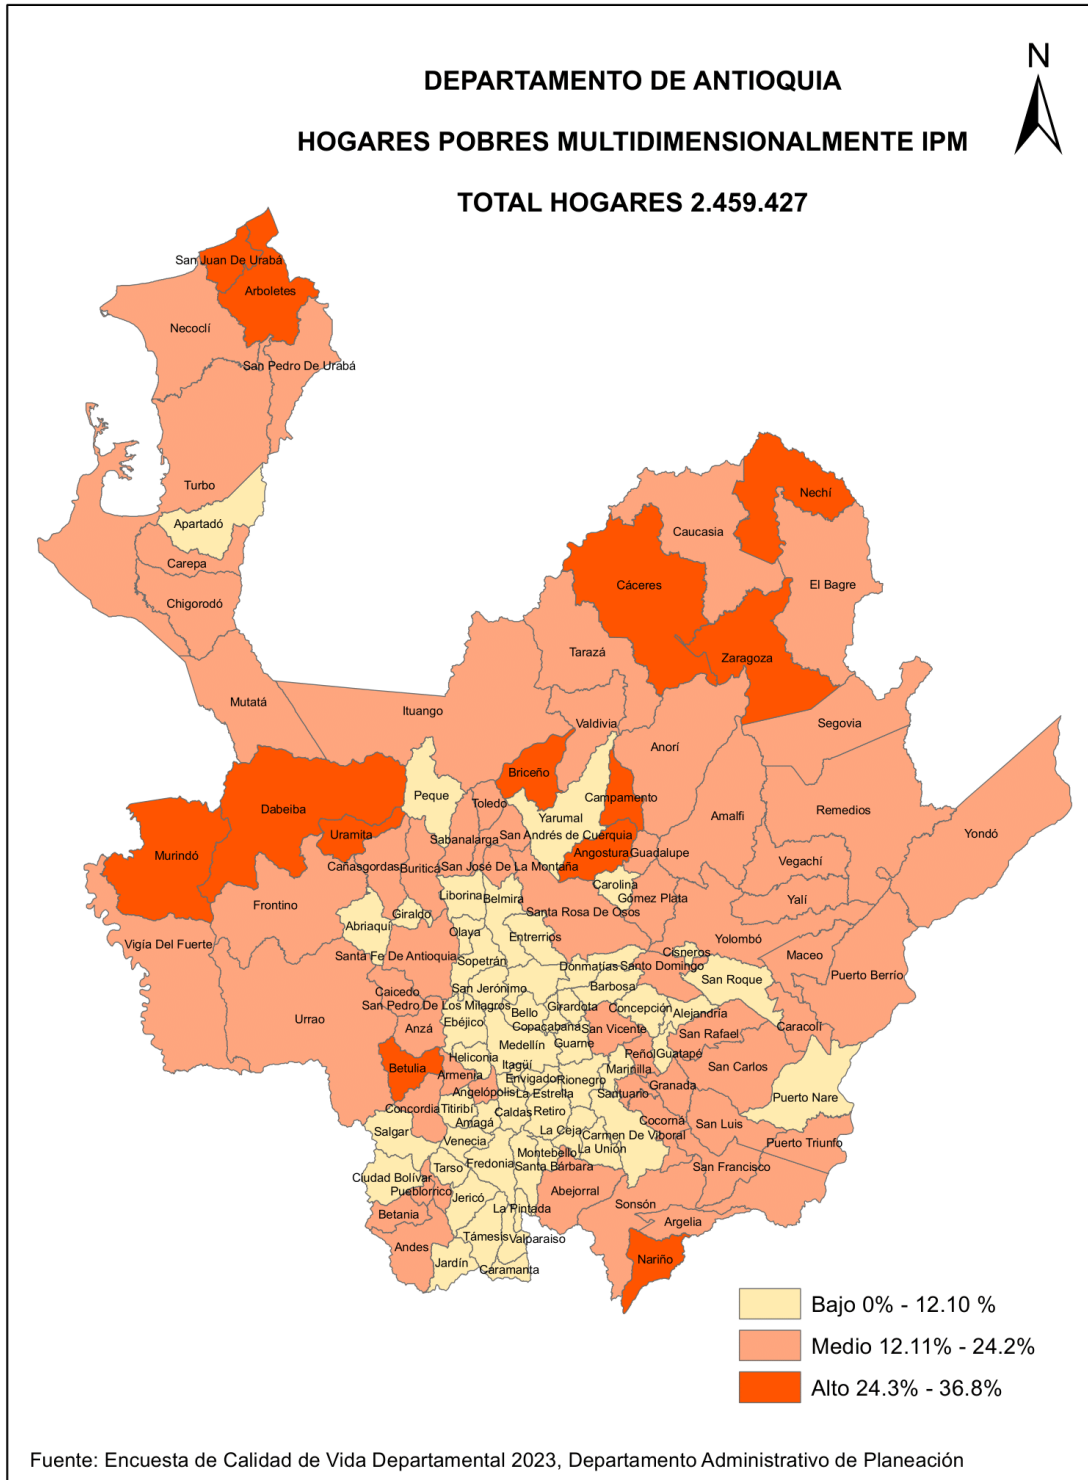 N
DEPARTAMENTO DE ANTIOQUIA
HOGARES POBRES MULTIDIMENSIONALMENTE IPM
TOTAL HOGARES 2.459.427
San Juan De Urabá
Arboletes
Necoclí
San Pedro De Urabá
Turbo
Apartadó
Carepa
Chigorodó
Mutatá
Nechí
Caucasia
Cáceres
El Bagre
Tarazá
Zaragoza
Ituango
Valdivia
Segovia
Anorí
Briceño
Peque
Campamento
Toledo
Yarumal
Dabeiba
Uramita
Sabanalarga
San Andrés de Cuerquia
Amalfi
Remedios
Yondó
Murindó
Cañasgordas
Buriticá
San José De La Montaña
Angostura
Guadalupe
Vegachí
Carolina
Liborina
Belmira
Gómez Plata
Yalí
Frontino
Giraldo
Abriaquí
Santa Rosa De Osos
Olaya
Entrerrios
Vigía Del Fuerte
Santa Fe De Antioquia
Sopetrán
Yolombó
Cisneros
Maceo
Donmatías
Santo Domingo
Puerto Berrío
San Roque
Caicedo
San Jerónimo
Barbosa
San Pedro De Los Milagros
Girardota
Concepción
Alejandria
Urrao
Anzá
Ebéjico
Bello
Copacabana
San Vicente
San Rafael
Caracolí
Medellín
Guarne
Heliconia
Peñol
Guatapé
Betulia
Armenia
Itagüí
Marinilla
San Carlos
Envigado
Rionegro
Granada
Angelópolis
La Estrella
Santuario
Puerto Nare
Concordia
Titiribí
Caldas
Retiro
Amagá
Cocorná
San Luis
Salgar
La Ceja
Carmen De Viboral
Venecia
La Unión
Puerto Triunfo
Montebello
Tarso
Fredonia
Santa Bárbara
San Francisco
Ciudad Bolívar
Pueblorrico
Jericó
Abejorral
Sonsón
La Pintada
Betania
Argelia
Támesis
Valparaiso
Andes
Jardín
Caramanta
Nariño
Bajo 0% - 12.10 %
Medio 12.11% - 24.2%
Alto 24.3% - 36.8%
Fuente: Encuesta de Calidad de Vida Departamental 2023, Departamento Administrativo de Planeación